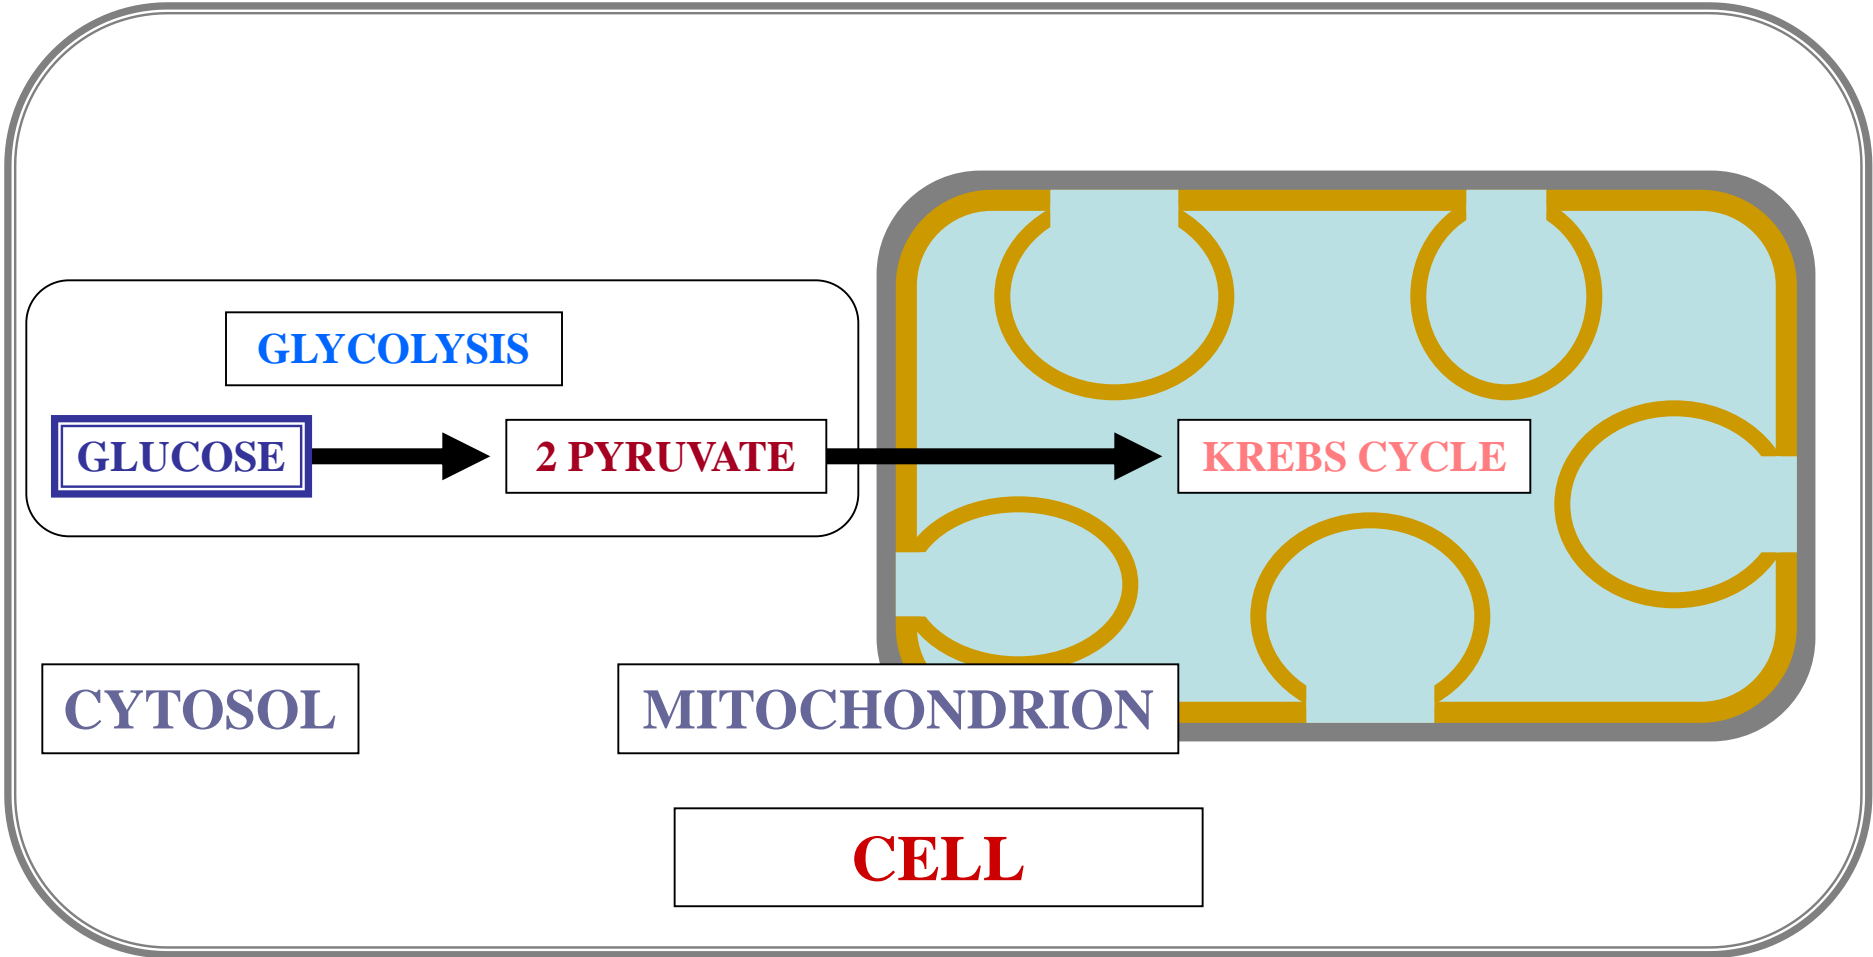 GLYCOLYSIS
GLUCOSE
2 PYRUVATE
KREBS CYCLE
CYTOSOL
MITOCHONDRION
CELL